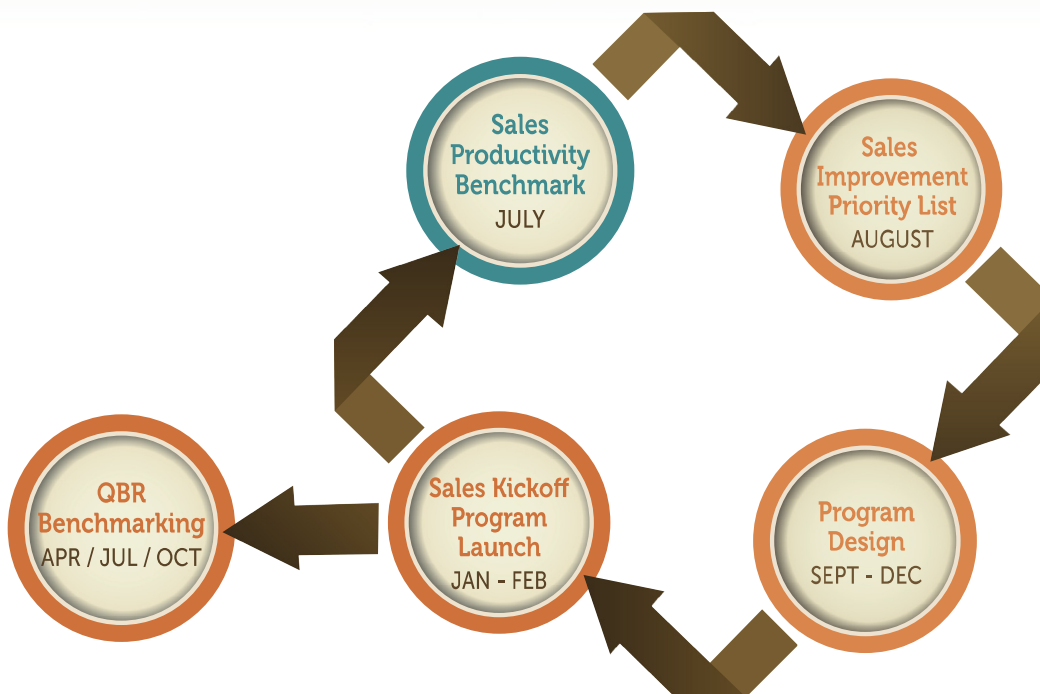 Sales
Productivity
Benchmark
JULY
Sales
Improvement
Priority List
AUGUST
Program
Design
SEPT - DEC
Sales Kickoff
Program
Launch
JAN - FEB
QBR
Benchmarking
APR / JUL / OCT